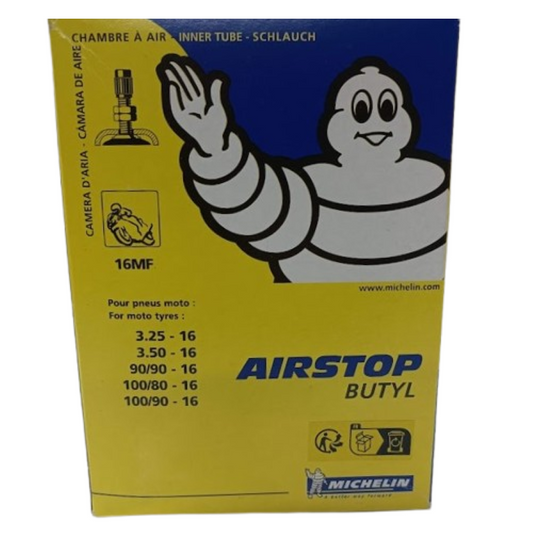 CHAMBRE À AIR - INNER TUBE - SCHLAUCH
CAMERA D'ARIA - CÁMARA DE AIRE
16MF
www.michelin.com
Pour pneus moto :
For moto tyres :
3.25 - 16
3.50 - 16
90/90 - 16
100/80 - 16
100/90 - 16
AIRSTOP
BUTYL
MICHELIN
A better way forward